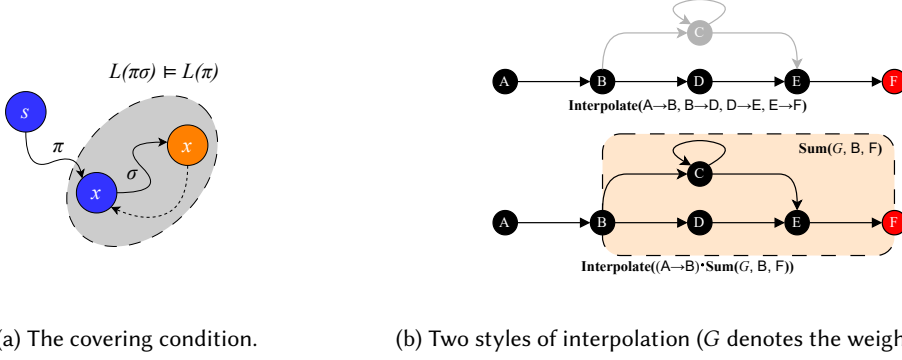 L(πσ) ⊨ L(π)
s
π
x
σ
x
C
A B D E F
Interpolate(A→B, B→D, D→E, E→F)
Sum(G, B, F)
C
A B D E F
Interpolate((A→B)·Sum(G, B, F))
a) The covering condition.
(b) Two styles of interpolation (G denotes the weigh